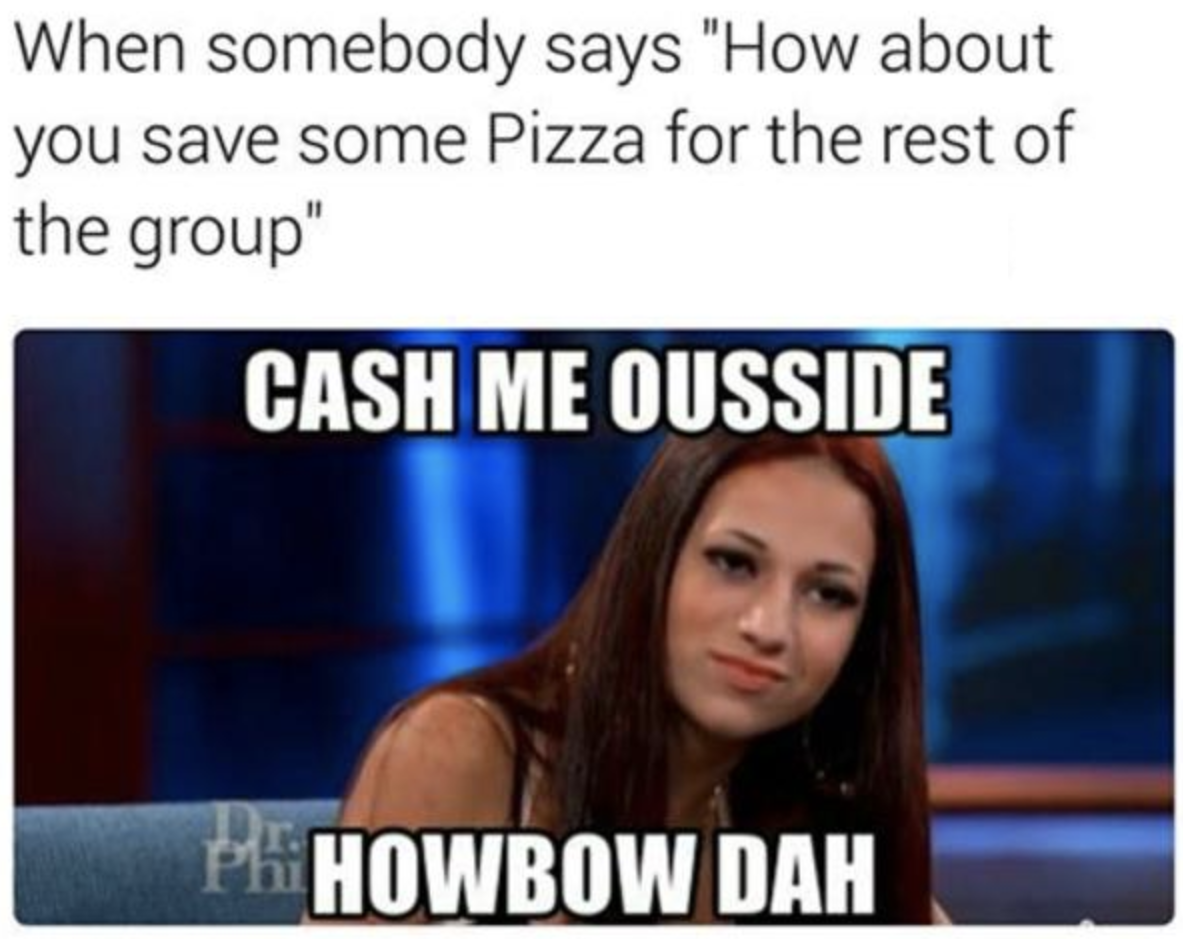 When somebody says "How about
you save some Pizza for the rest of
the group"
CASH ME OUSSIDE
Dr.
Phi
HOWBOW DAH